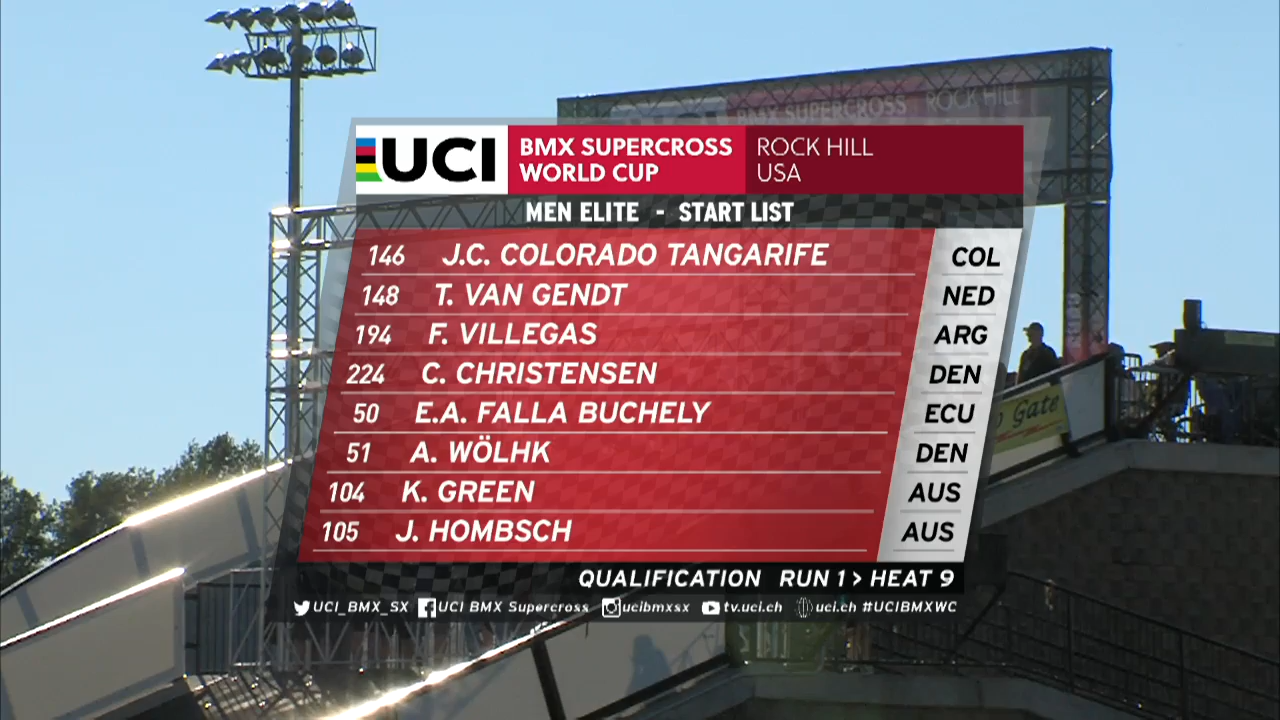 BMX SUPERCROSS ROCK HILL
UCI BMX SUPERCROSS WORLD CUP ROCK HILL USA
MEN ELITE - START LIST
146 J.C. COLORADO TANGARIFE COL
148 T. VAN GENDT NED
194 F. VILLEGAS ARG
224 C. CHRISTENSEN DEN
50 E.A. FALLA BUCHELY ECU
51 A. WÖLHK DEN
104 K. GREEN AUS
105 J. HOMBSCH AUS
Gate
QUALIFICATION RUN 1 > HEAT 9
UCI_BMX_SX UCI BMX Supercross ucibmxsx tv.uci.ch uci.ch #UCIBMXWC